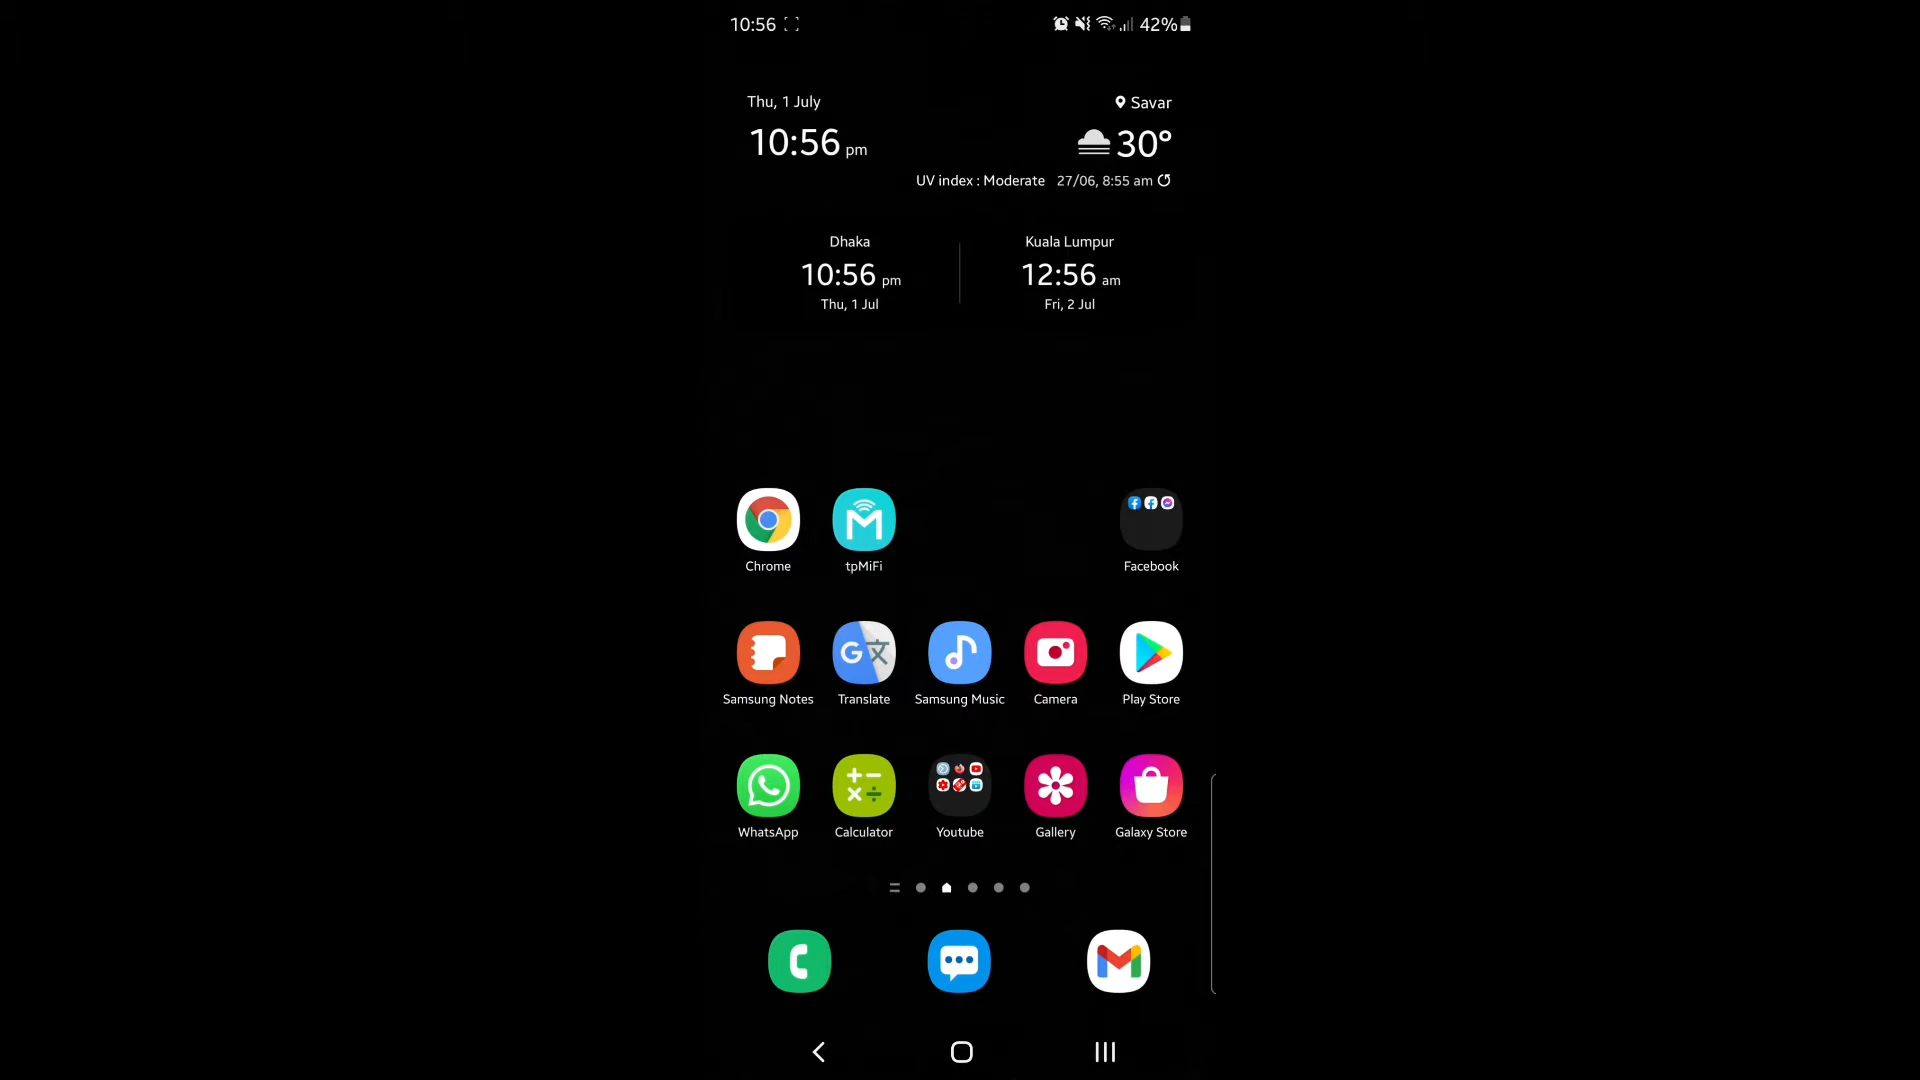 10:56 42%
Thu, 1 July
10:56 pm
Savar
30°
UV index : Moderate 27/06, 8:55 am
Dhaka
10:56 pm
Thu, 1 Jul
Kuala Lumpur
12:56 am
Fri, 2 Jul
Chrome tpMiFi Facebook
Samsung Notes Translate Samsung Music Camera Play Store
WhatsApp Calculator Youtube Gallery Galaxy Store